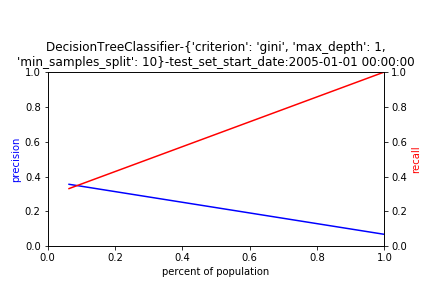 DecisionTreeClassifier-{'criterion': 'gini', 'max_depth': 1,
'min_samples_split': 10}-test_set_start_date:2005-01-01 00:00:00
1.0
0.8
0.6
0.4
0.2
0.0
precision
1.0
0.8
0.6
0.4
0.2
0.0
recall
0.0 0.2 0.4 0.6 0.8 1.0
percent of population